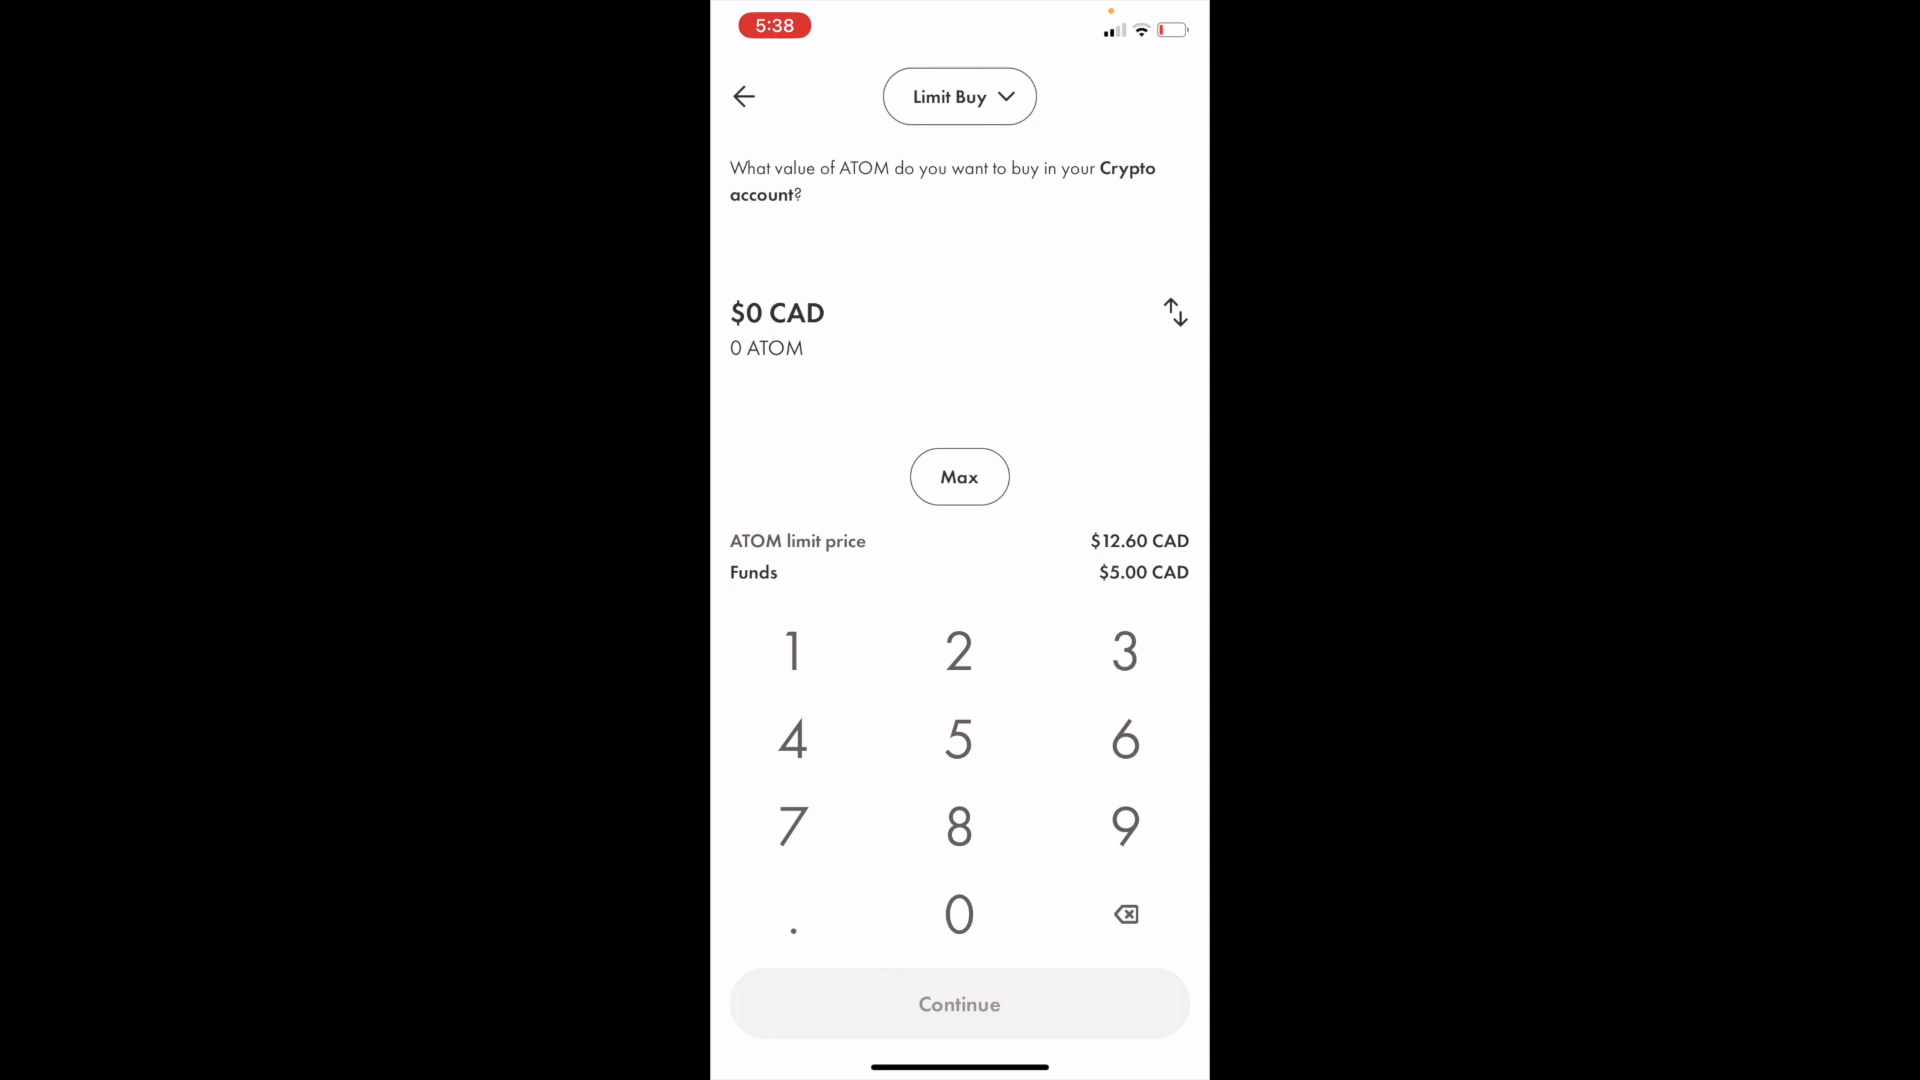 5:38
Limit Buy
What value of ATOM do you want to buy in your Crypto
account?
$0 CAD
0 ATOM
Max
ATOM limit price $12.60 CAD
Funds $5.00 CAD
1 2 3
4 5 6
7 8 9
. 0
Continue